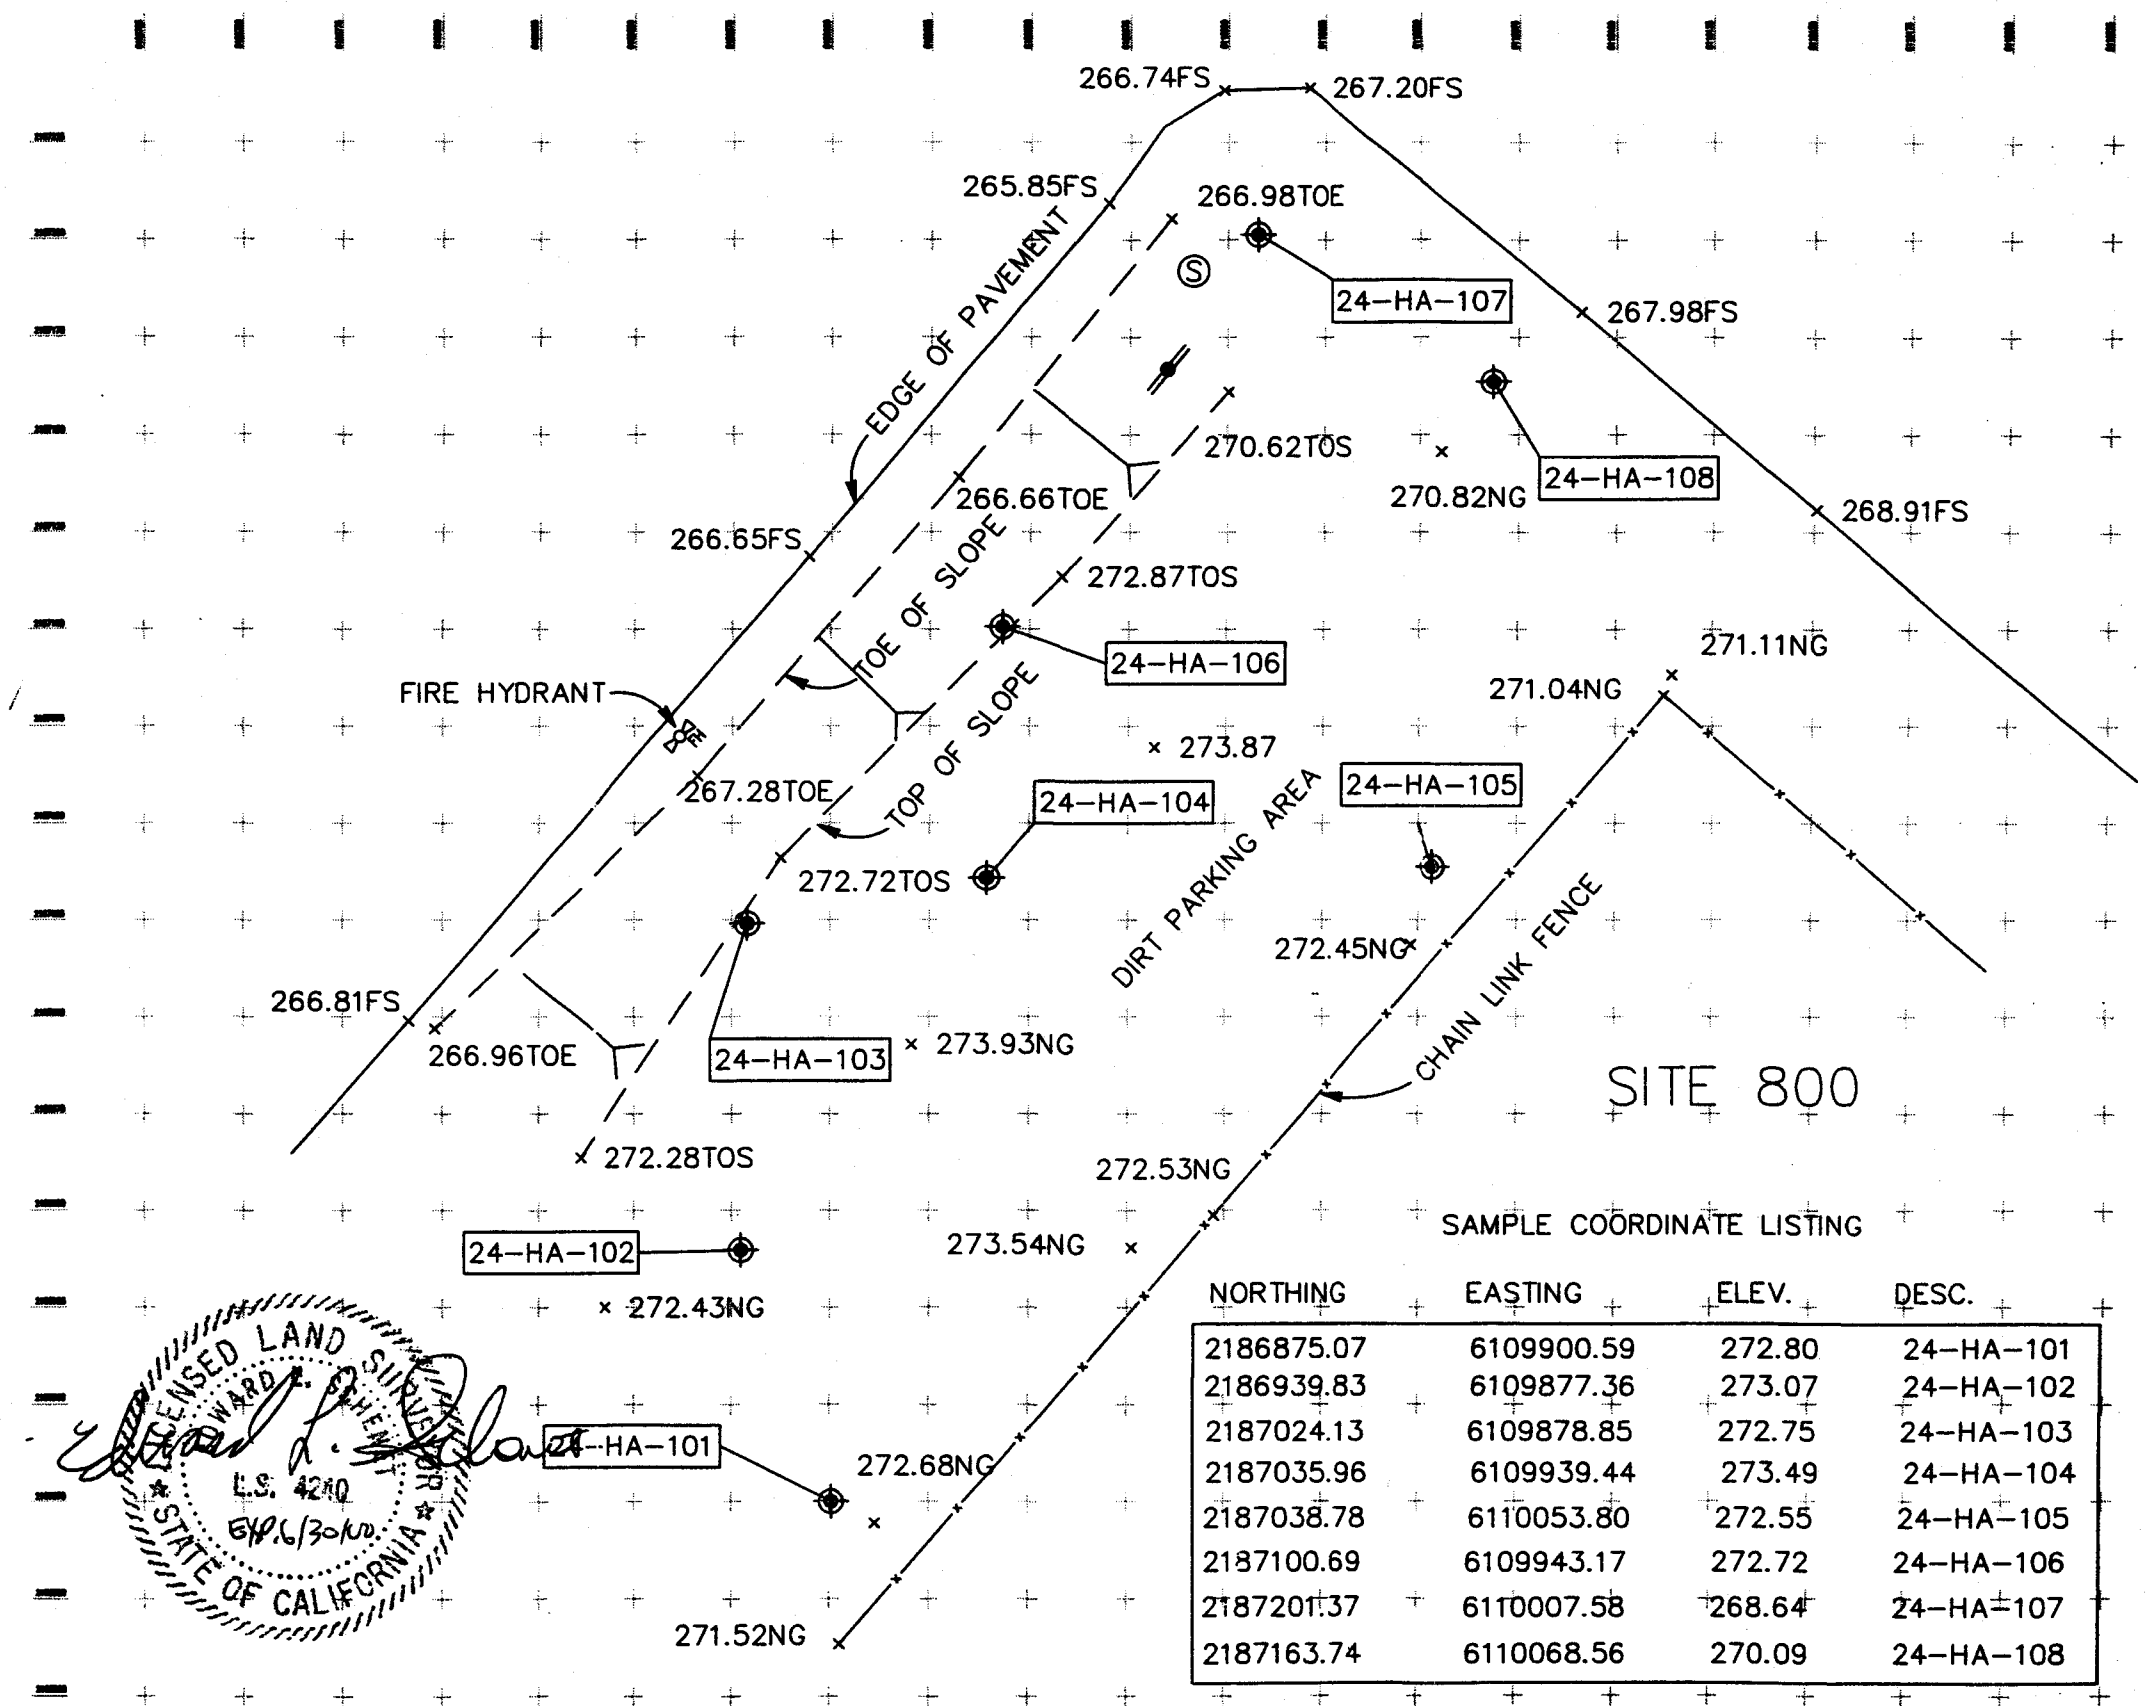 266.74FS
267.20FS
265.85FS
266.98TOE
EDGE OF PAVEMENT
S
24-HA-107
267.98FS
270.62TOS
24-HA-108
270.82NG
266.66TOE
268.91FS
266.65FS
TOE OF SLOPE
272.87TOS
24-HA-106
271.11NG
271.04NG
FIRE HYDRANT
FH
273.87
TOP OF SLOPE
267.28TOE
24-HA-104
24-HA-105
DIRT PARKING AREA
272.72TOS
272.45NG
CHAIN LINK FENCE
266.81FS
266.96TOE
24-HA-103
273.93NG
SITE 800
272.28TOS
272.53NG
24-HA-102
273.54NG
272.43NG
24-HA-101
272.68NG
271.52NG
LICENSED LAND SURVEYOR
L.S. 4240
EXP. 6/30/00
STATE OF CALIFORNIA
SAMPLE COORDINATE LISTING
NORTHING EASTING ELEV. DESC.
2186875.07 6109900.59 272.80 24-HA-101
2186939.83 6109877.36 273.07 24-HA-102
2187024.13 6109878.85 272.75 24-HA-103
2187035.96 6109939.44 273.49 24-HA-104
2187038.78 6110053.80 272.55 24-HA-105
2187100.69 6109943.17 272.72 24-HA-106
2187201.37 6110007.58 268.64 24-HA-107
2187163.74 6110068.56 270.09 24-HA-108